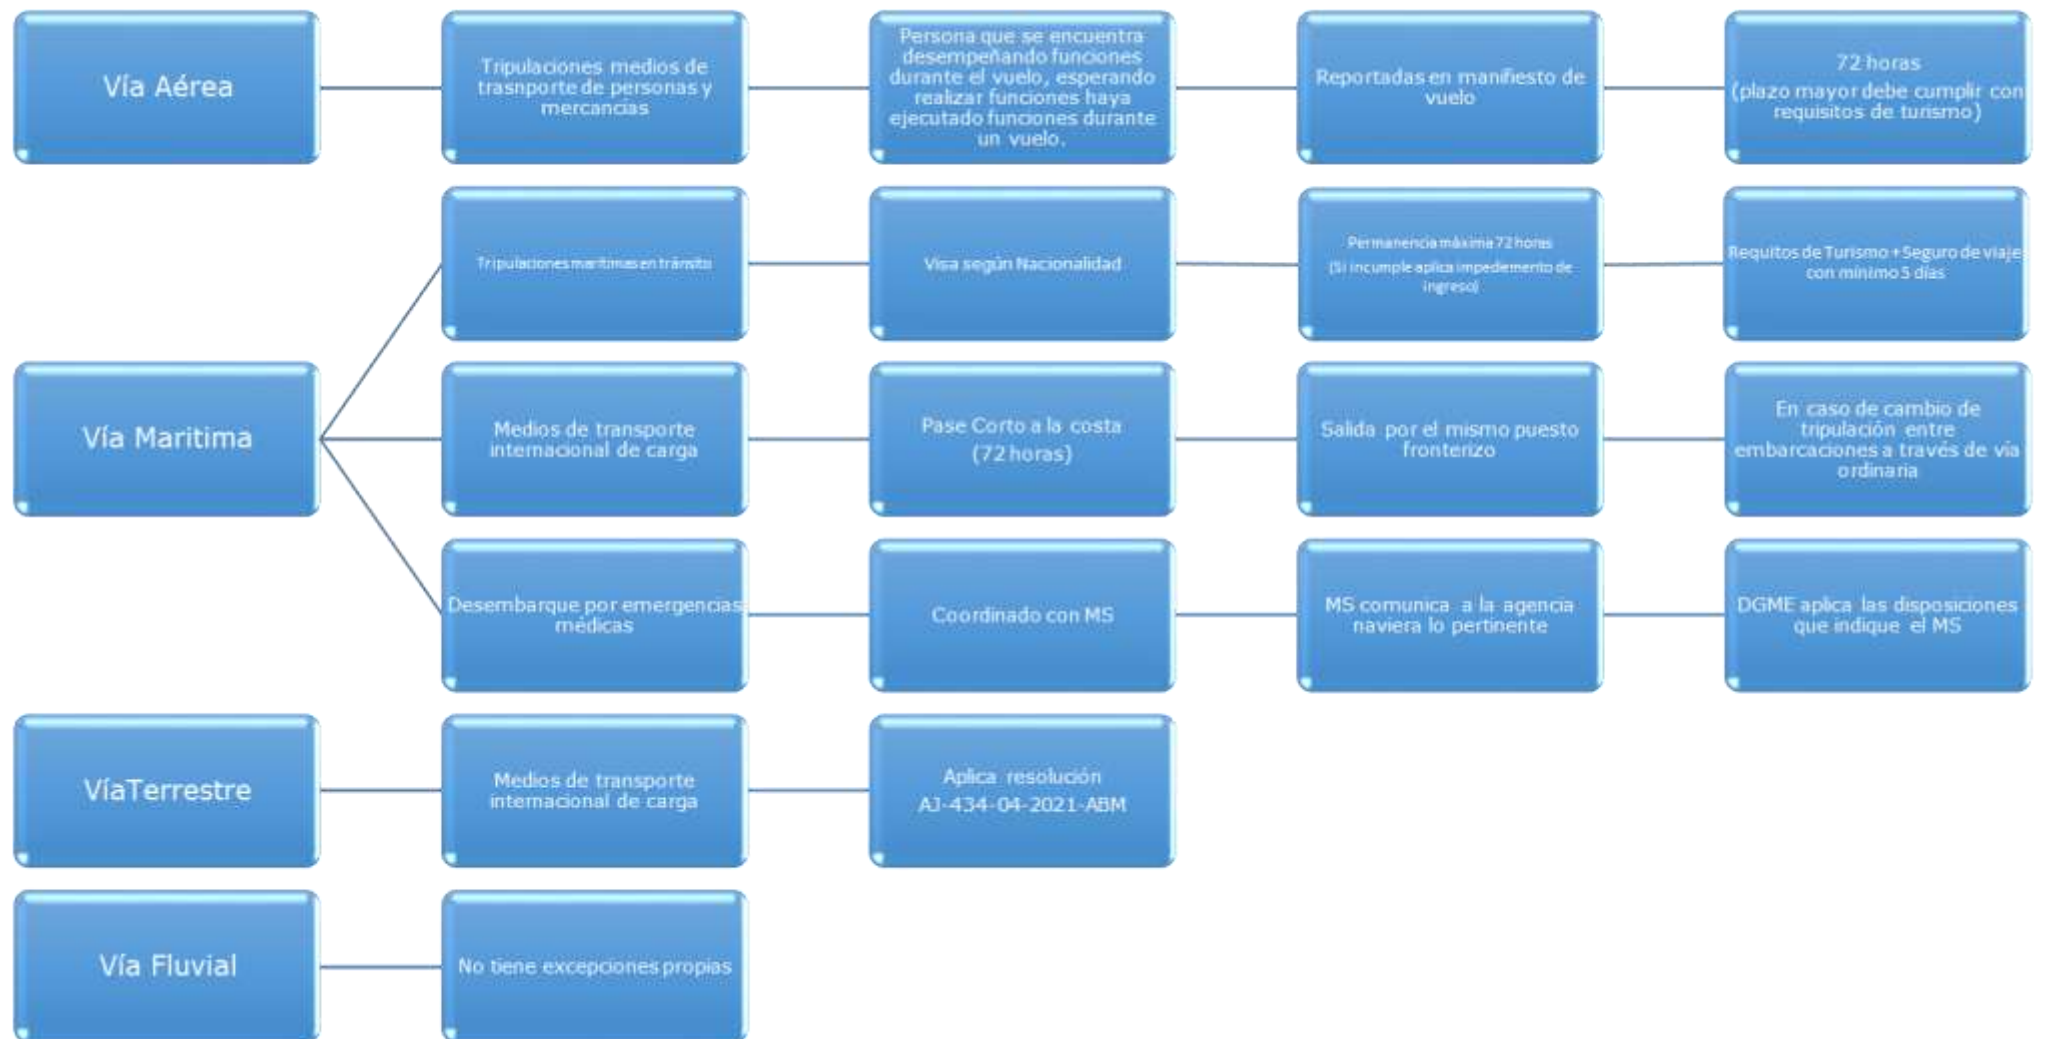 Vía Aérea
Tripulaciones medios de
trasnporte de personas y
mercancías
Persona que se encuentra
desempeñando funciones
durante el vuelo, esperando
realizar funciones haya
ejecutado funciones durante
un vuelo.
Reportadas en manifiesto de
vuelo
72 horas
(plazo mayor debe cumplir con
requisitos de turismo)
Vía Maritima
Tripulaciones marítimas en tránsito
Visa según Nacionalidad
Permanencia máxima 72 horas
(Si incumple aplica impedimento de
ingreso)
Requitos de Turismo + Seguro de viaje
con mínimo 5 días
Medios de transporte
internacional de carga
Pase Corto a la costa
(72 horas)
Salida por el mismo puesto
fronterizo
En caso de cambio de
tripulación entre
embarcaciones a través de vía
ordinaria
Desembarque por emergencias
médicas
Coordinado con MS
MS comunica a la agencia
naviera lo pertinente
DGME aplica las disposiciones
que indique el MS
VíaTerrestre
Medios de transporte
internacional de carga
Aplica resolución
AJ-434-04-2021-ABM
Vía Fluvial
No tiene excepciones propias